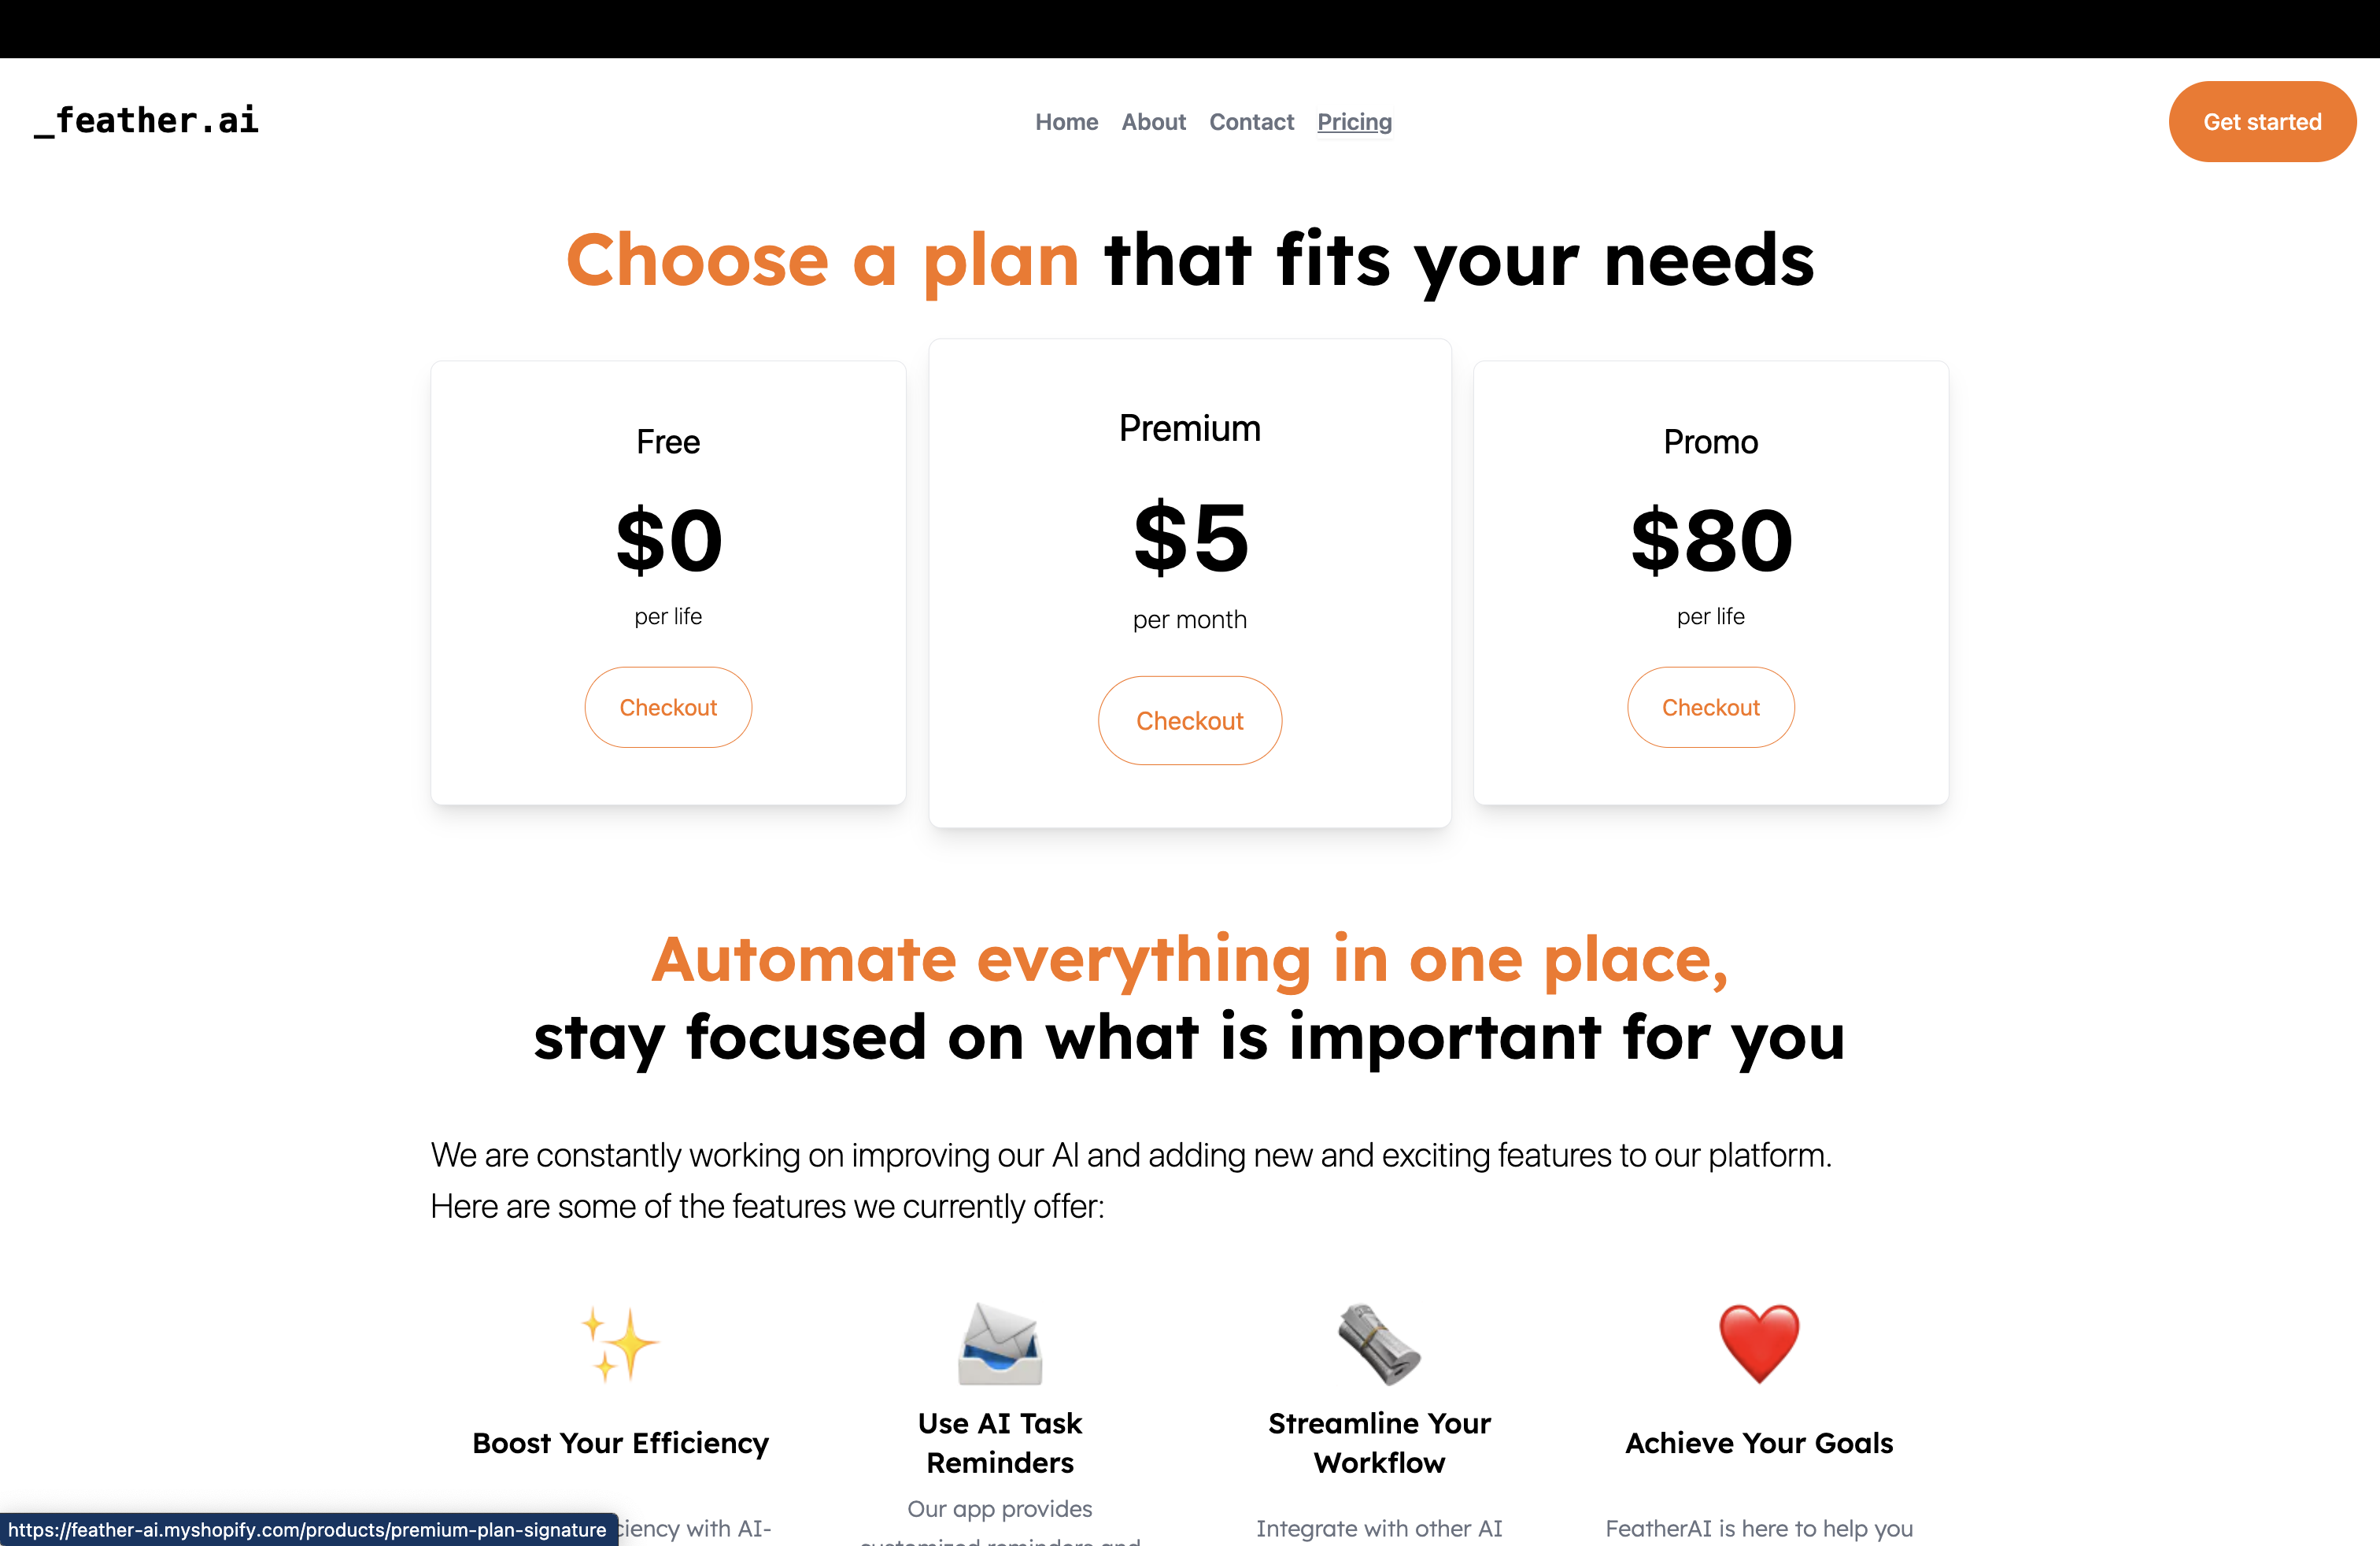 _feather.ai
Home About Contact Pricing
Get started
Choose a plan that fits your needs
Free
$0
per life
Checkout
Premium
$5
per month
Checkout
Promo
$80
per life
Checkout
Automate everything in one place,
stay focused on what is important for you
We are constantly working on improving our AI and adding new and exciting features to our platform.
Here are some of the features we currently offer:
Boost Your Efficiency
with AI-
Use AI Task
Reminders
Our app provides
customized reminders and
Streamline Your
Workflow
Integrate with other AI
Achieve Your Goals
FeatherAI is here to help you
https://feather-ai.myshopify.com/products/premium-plan-signature